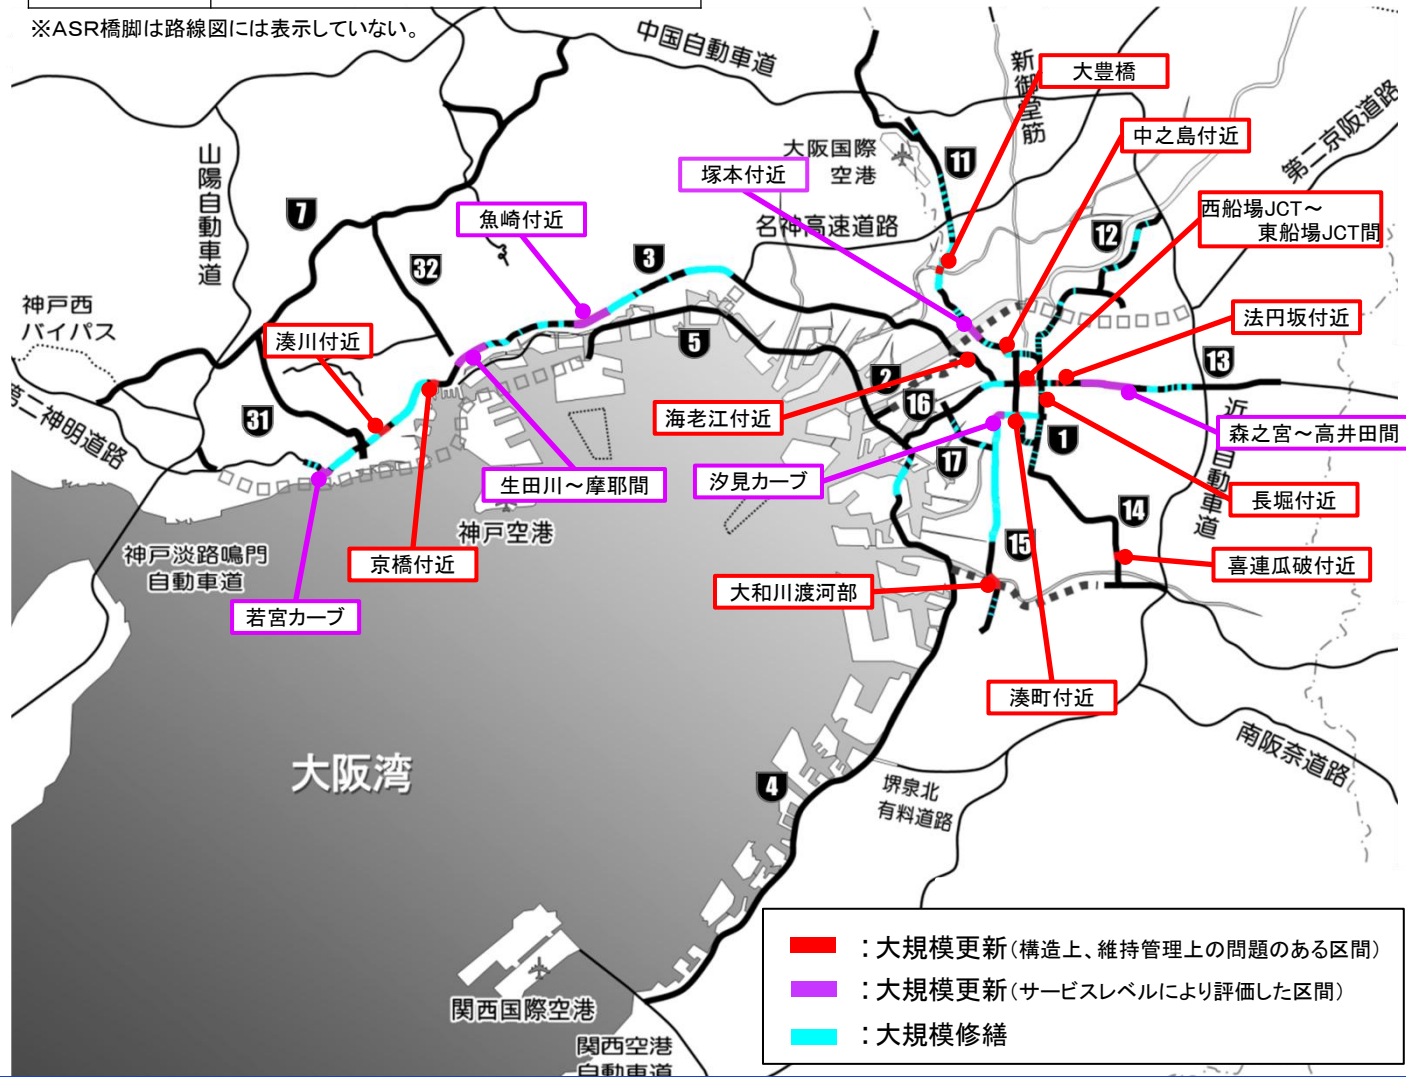 ※ASR橋脚は路線図には表示していない。
中国自動車道
新御堂筋
大豊橋
第二京阪道路
中之島付近
大阪国際
空港
11
塚本付近
山陽自動車道
7
魚崎付近
名神高速道路
西船場JCT～
東船場JCT間
12
32
3
神戸西
バイパス
湊川付近
5
法円坂付近
13
2
16
海老江付近
近
自動車道
第二神明道路
31
1
森之宮～高井田間
生田川～摩耶間
汐見カーブ
17
長堀付近
14
神戸空港
15
神戸淡路鳴門
自動車道
京橋付近
喜連瓜破付近
大和川渡河部
若宮カーブ
湊町付近
大阪湾
南阪奈道路
4
堺泉北
有料道路
：大規模更新（構造上、維持管理上の問題のある区間）
：大規模更新（サービスレベルにより評価した区間）
：大規模修繕
関西国際空港
関西空港
自動車道